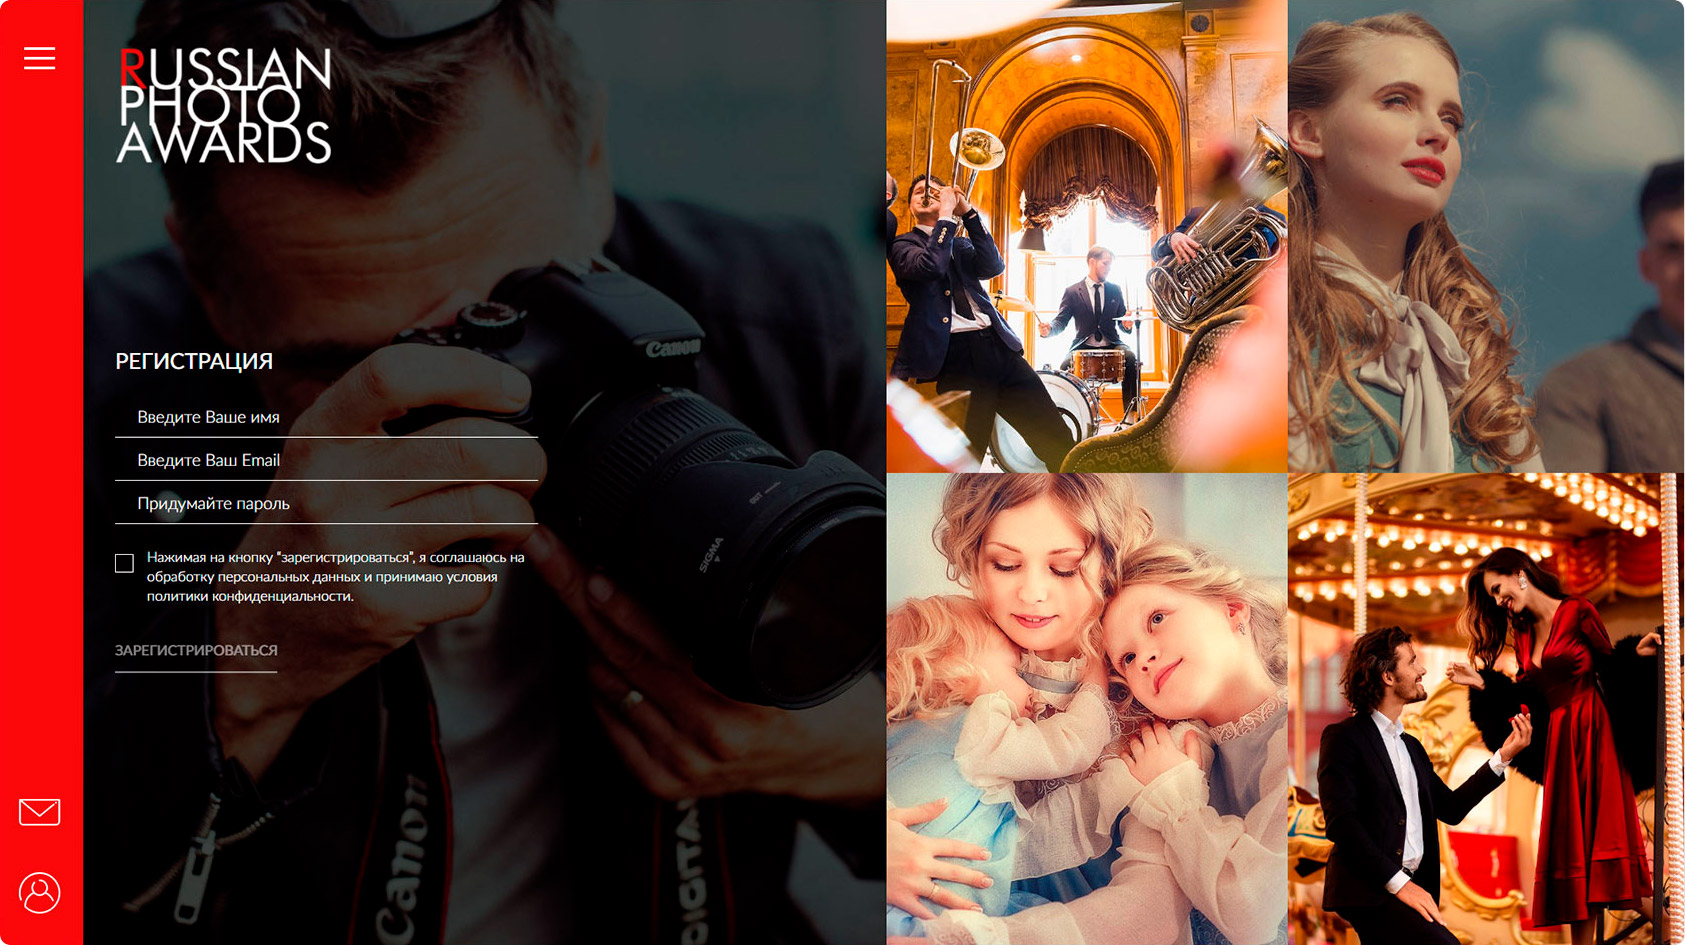 RUSSIAN
PHOTO
AWARDS
РЕГИСТРАЦИЯ
Введите Ваше имя
Введите Ваш Email
Придумайте пароль
Нажимая на кнопку "зарегистрироваться", я соглашаюсь на
обработку персональных данных и принимаю условия
политики конфиденциальности.
ЗАРЕГИСТРИРОВАТЬСЯ
Canon
SIGMA
Canon
DIGITAL